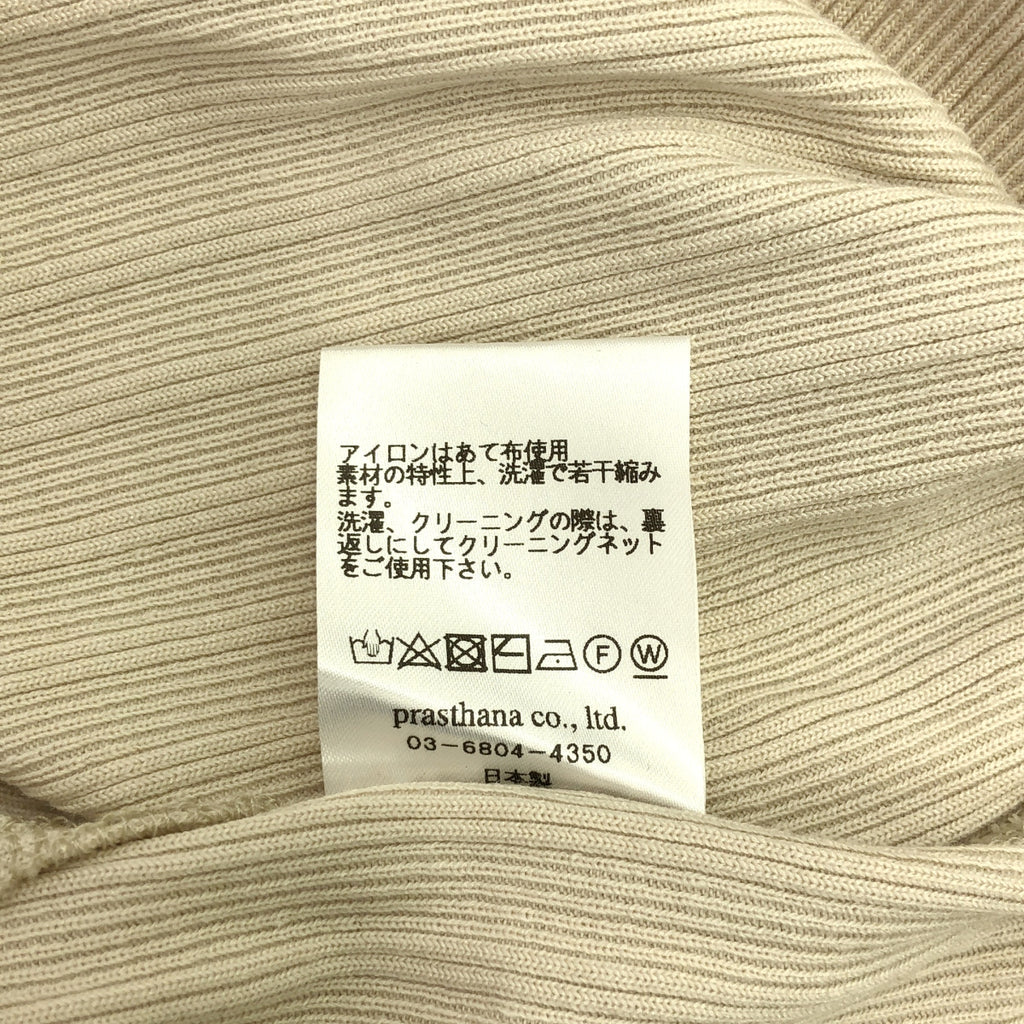 アイロンはあて布使用
素材の特性上、洗濯で若干縮み
ます。
洗濯、クリーニングの際は、裏
返しにしてクリーニングネット
をご使用下さい。
F W
prasthana co., ltd.
03-6804-4350
日本製